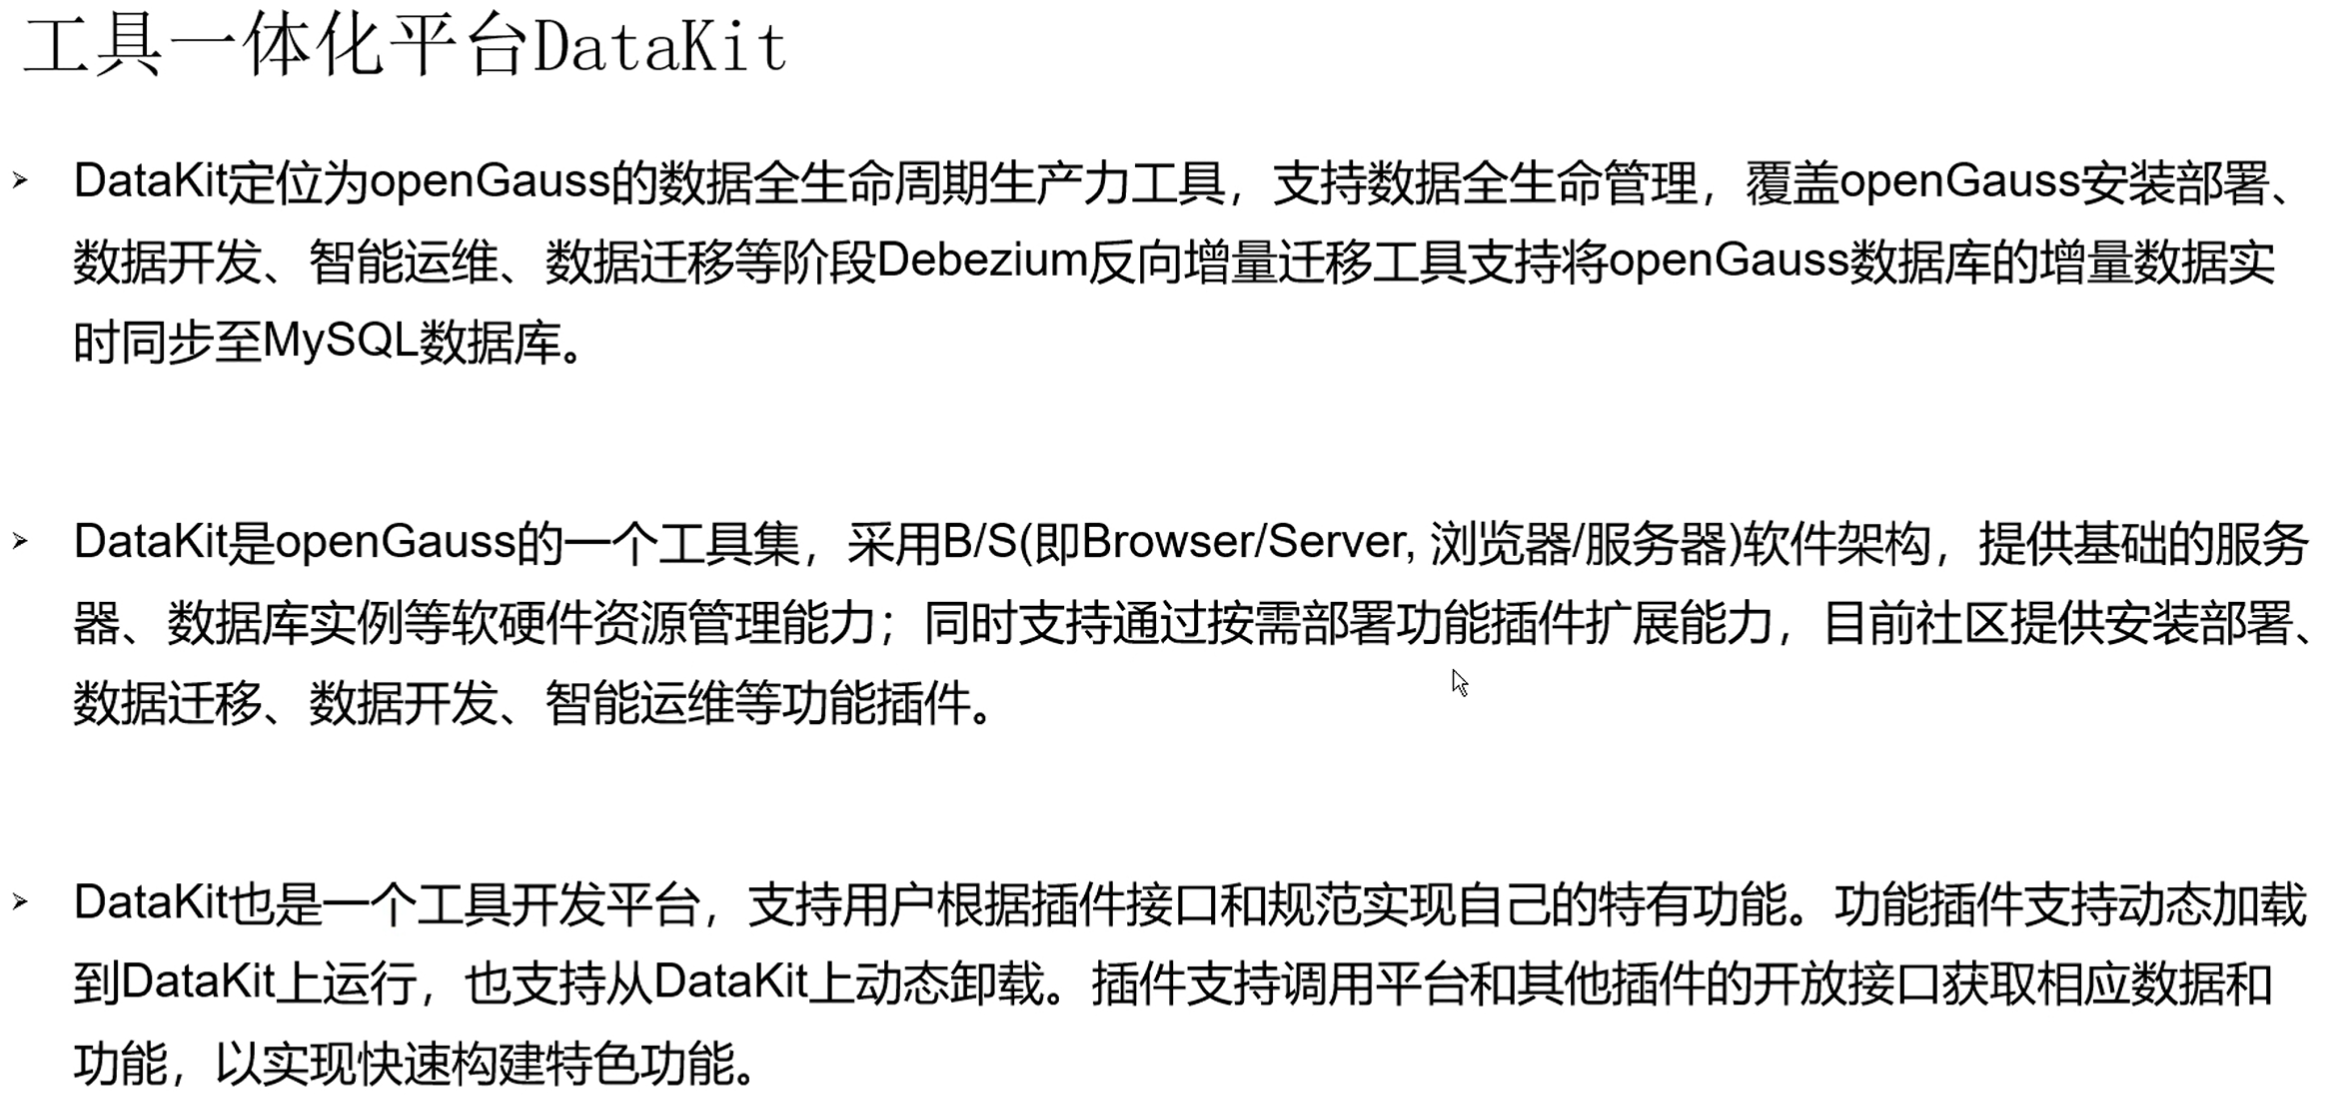 工具一体化平台DataKit
DataKit定位为openGauss的数据全生命周期生产力工具，支持数据全生命管理，覆盖openGauss安装部署、
数据开发、智能运维、数据迁移等阶段Debezium反向增量迁移工具支持将openGauss数据库的增量数据实
时同步至MySQL数据库。
DataKit是openGauss的一个工具集，采用B/S(即Browser/Server, 浏览器/服务器)软件架构，提供基础的服务
器、数据库实例等软硬件资源管理能力；同时支持通过按需部署功能插件扩展能力，目前社区提供安装部署、
数据迁移、数据开发、智能运维等功能插件。
DataKit也是一个工具开发平台，支持用户根据插件接口和规范实现自己的特有功能。功能插件支持动态加载
到DataKit上运行，也支持从DataKit上动态卸载。插件支持调用平台和其他插件的开放接口获取相应数据和
功能，以实现快速构建特色功能。